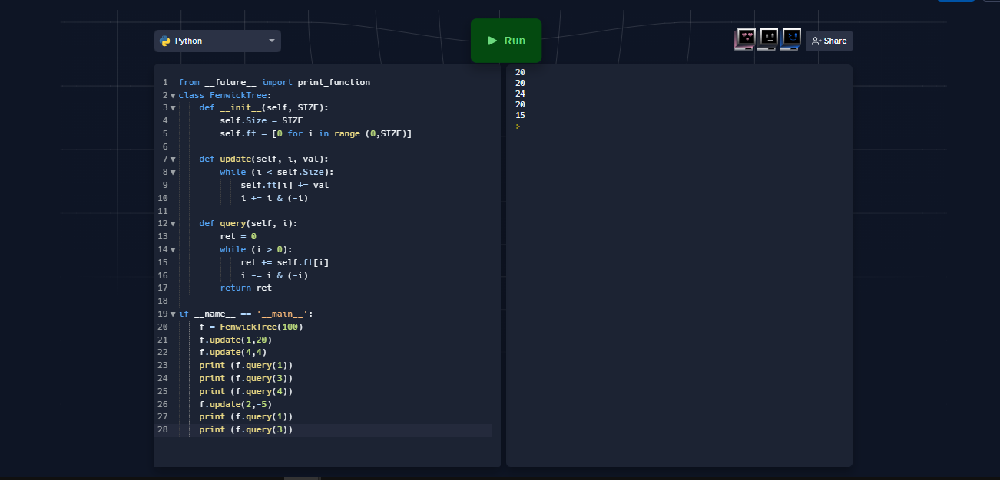 Python
Run
Share
1 from __future__ import print_function
2 class FenwickTree:
3 def __init__(self, SIZE):
4 self.Size = SIZE
5 self.ft = [0 for i in range (0,SIZE)]
6
7 def update(self, i, val):
8 while (i < self.Size):
9 self.ft[i] += val
10 i += i & (-i)
11
12 def query(self, i):
13 ret = 0
14 while (i > 0):
15 ret += self.ft[i]
16 i -= i & (-i)
17 return ret
18
19 if __name__ == '__main__':
20 f = FenwickTree(100)
21 f.update(1,20)
22 f.update(4,4)
23 print (f.query(1))
24 print (f.query(3))
25 print (f.query(4))
26 f.update(2,-5)
27 print (f.query(1))
28 print (f.query(3))
20
20
24
20
15
>